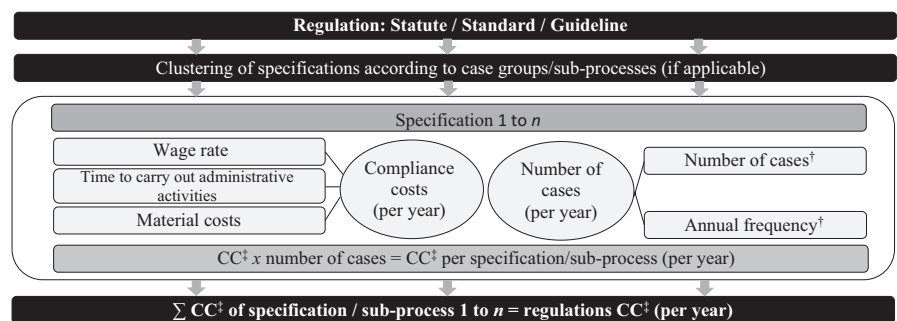 Regulation: Statute / Standard / Guideline
Clustering of specifications according to case groups/sub-processes (if applicable)
Specification 1 to n
Wage rate
Time to carry out administrative
activities
Material costs
Compliance
costs
(per year)
Number of
cases
(per year)
Number of cases†
Annual frequency†
CC‡ x number of cases = CC‡ per specification/sub-process (per year)
∑ CC‡ of specification / sub-process 1 to n = regulations CC‡ (per year)